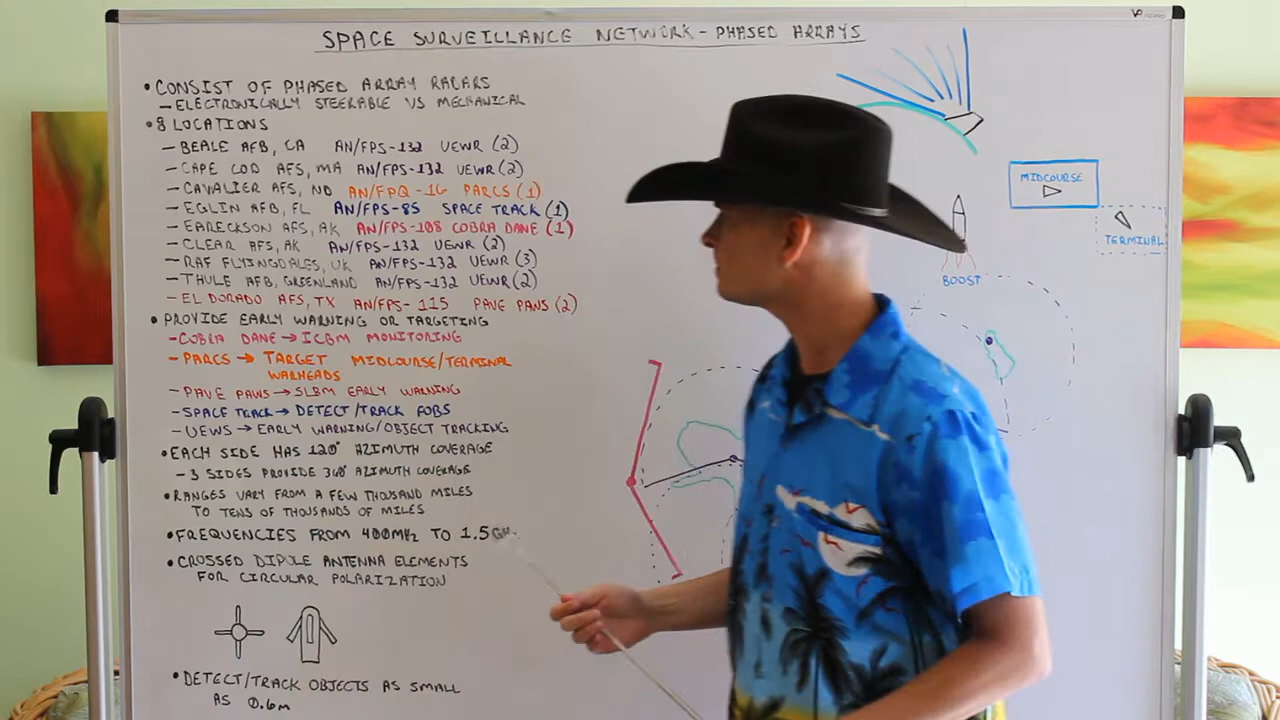 SPACE SURVEILLANCE NETWORK - PHASED ARRAYS
• CONSIST OF PHASED ARRAY RADARS
- ELECTRONICALLY STEERABLE VS MECHANICAL
• 8 LOCATIONS
- BEALE AFB, CA AN/FPS-132 UEWR (2)
- CAPE COD AFS, MA AN/FPS-132 UEWR (2)
- CAVALIER AFS, ND AN/FPQ-16 PARCS (1)
- EGLIN AFB, FL AN/FPS-85 SPACE TRACK (1)
- EARECKSON AFS, AK AN/FPS-108 COBRA DANE (1)
- CLEAR AFS, AK AN/FPS-132 UEWR (2)
- RAF FLYINGDALES, UK AN/FPS-132 UEWR (3)
- THULE AFB, GREENLAND AN/FPS-132 UEWR (2)
- EL DORADO AFS, TX AN/FPS-115 PAVE PAWS (2)
• PROVIDE EARLY WARNING OR TARGETING
- COBRA DANE → ICBM MONITORING
- PARCS → TARGET MIDCOURSE/TERMINAL
WARHEADS
- PAVE PAWS → SLBM EARLY WARNING
- SPACE TRACK → DETECT/TRACK FOBS
- UEWS → EARLY WARNING/OBJECT TRACKING
• EACH SIDE HAS 120° AZIMUTH COVERAGE
- 3 SIDES PROVIDE 360° AZIMUTH COVERAGE
• RANGES VARY FROM A FEW THOUSAND MILES
TO TENS OF THOUSANDS OF MILES
• FREQUENCIES FROM 400MHz TO 1.5
• CROSSED DIPOLE ANTENNA ELEMENTS
FOR CIRCULAR POLARIZATION
• DETECT/TRACK OBJECTS AS SMALL
AS 0.6m
MIDCOURSE
TERMINAL
BOOST